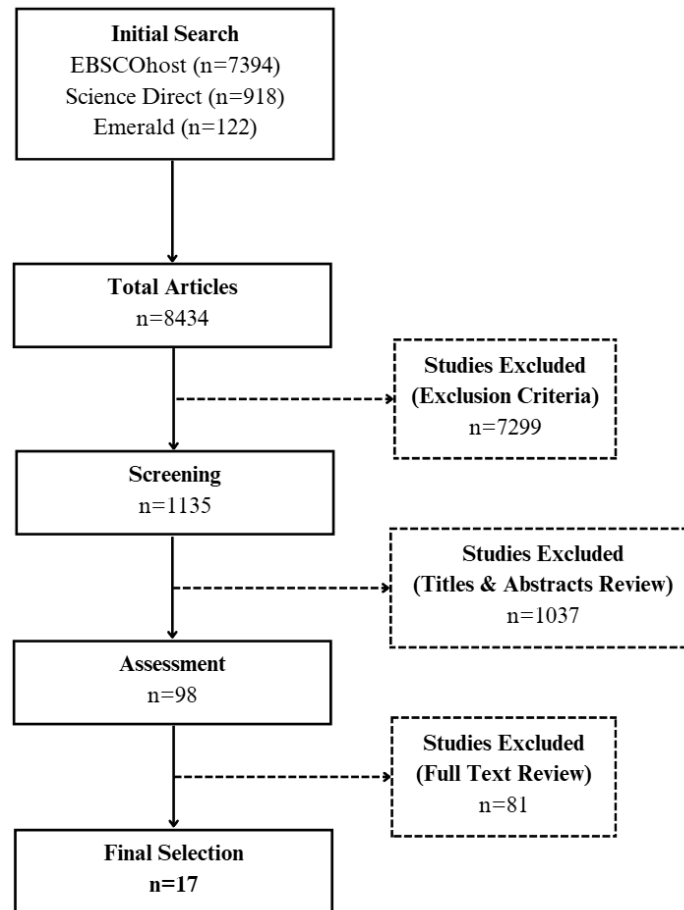 Initial Search
EBSCOhost (n=7394)
Science Direct (n=918)
Emerald (n=122)
Total Articles
n=8434
Studies Excluded
(Exclusion Criteria)
n=7299
Screening
n=1135
Studies Excluded
(Titles & Abstracts Review)
n=1037
Assessment
n=98
Studies Excluded
(Full Text Review)
n=81
Final Selection
n=17